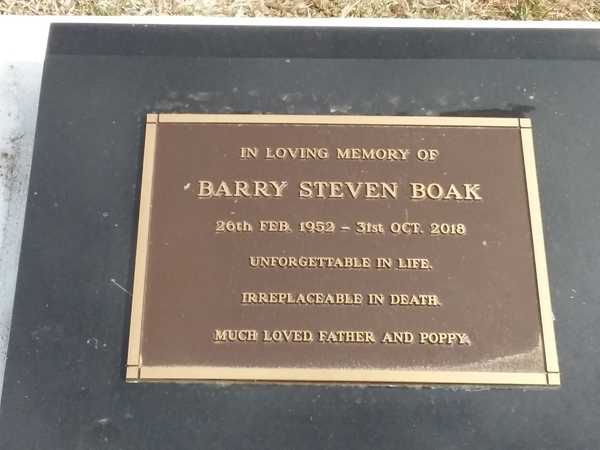 IN LOVING MEMORY OF
BARRY STEVEN BOAK
26th FEB. 1952 – 31st OCT. 2018
UNFORGETTABLE IN LIFE.
IRREPLACEABLE IN DEATH.
MUCH LOVED FATHER AND POPPY.